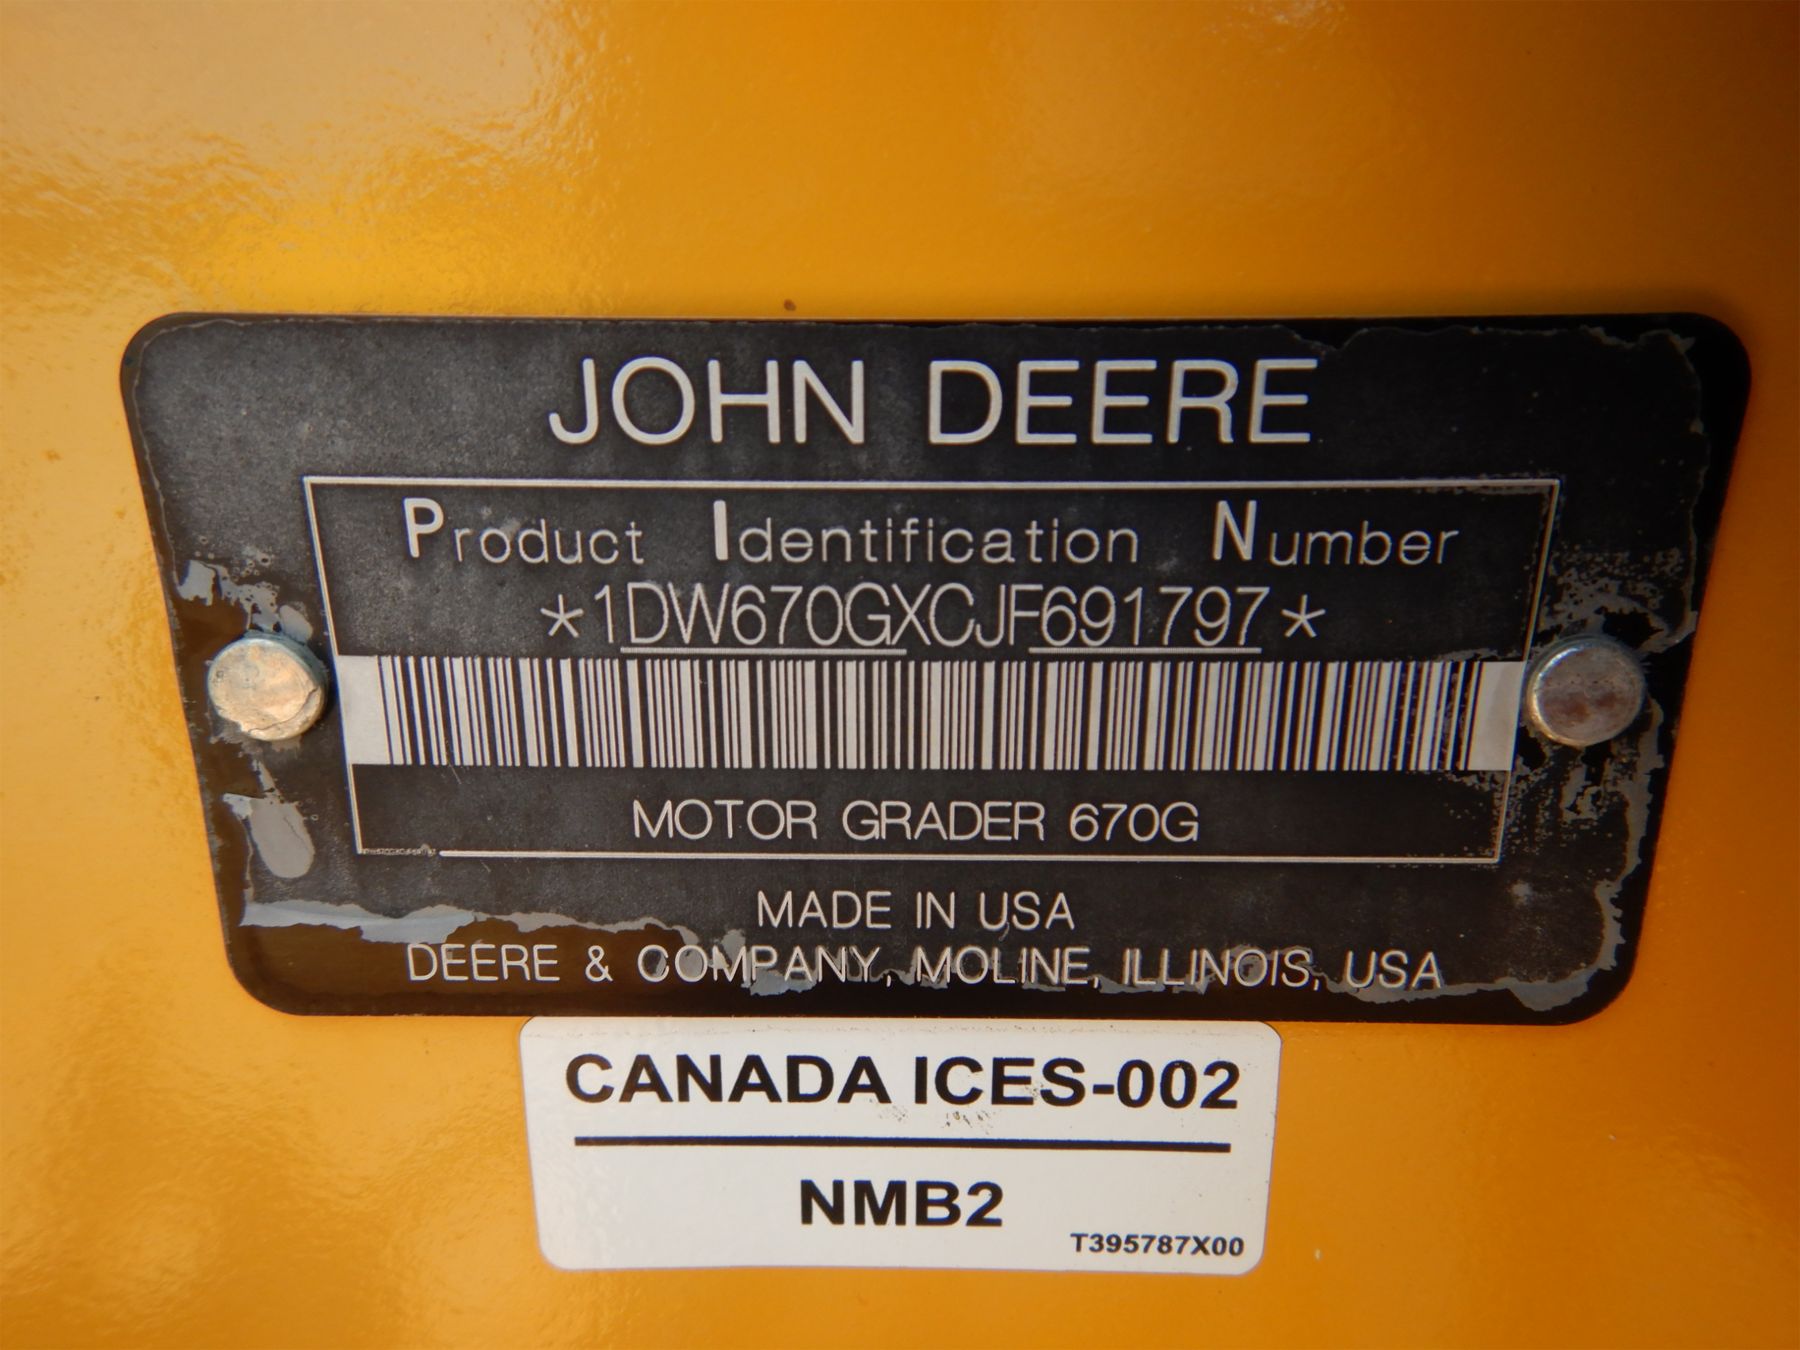 JOHN DEERE
Product Identification Number
*1DW670GXCJF691797*
MOTOR GRADER 670G
MADE IN USA
DEERE & COMPANY, MOLINE, ILLINOIS, USA
CANADA ICES-002
NMB2
T395787X00